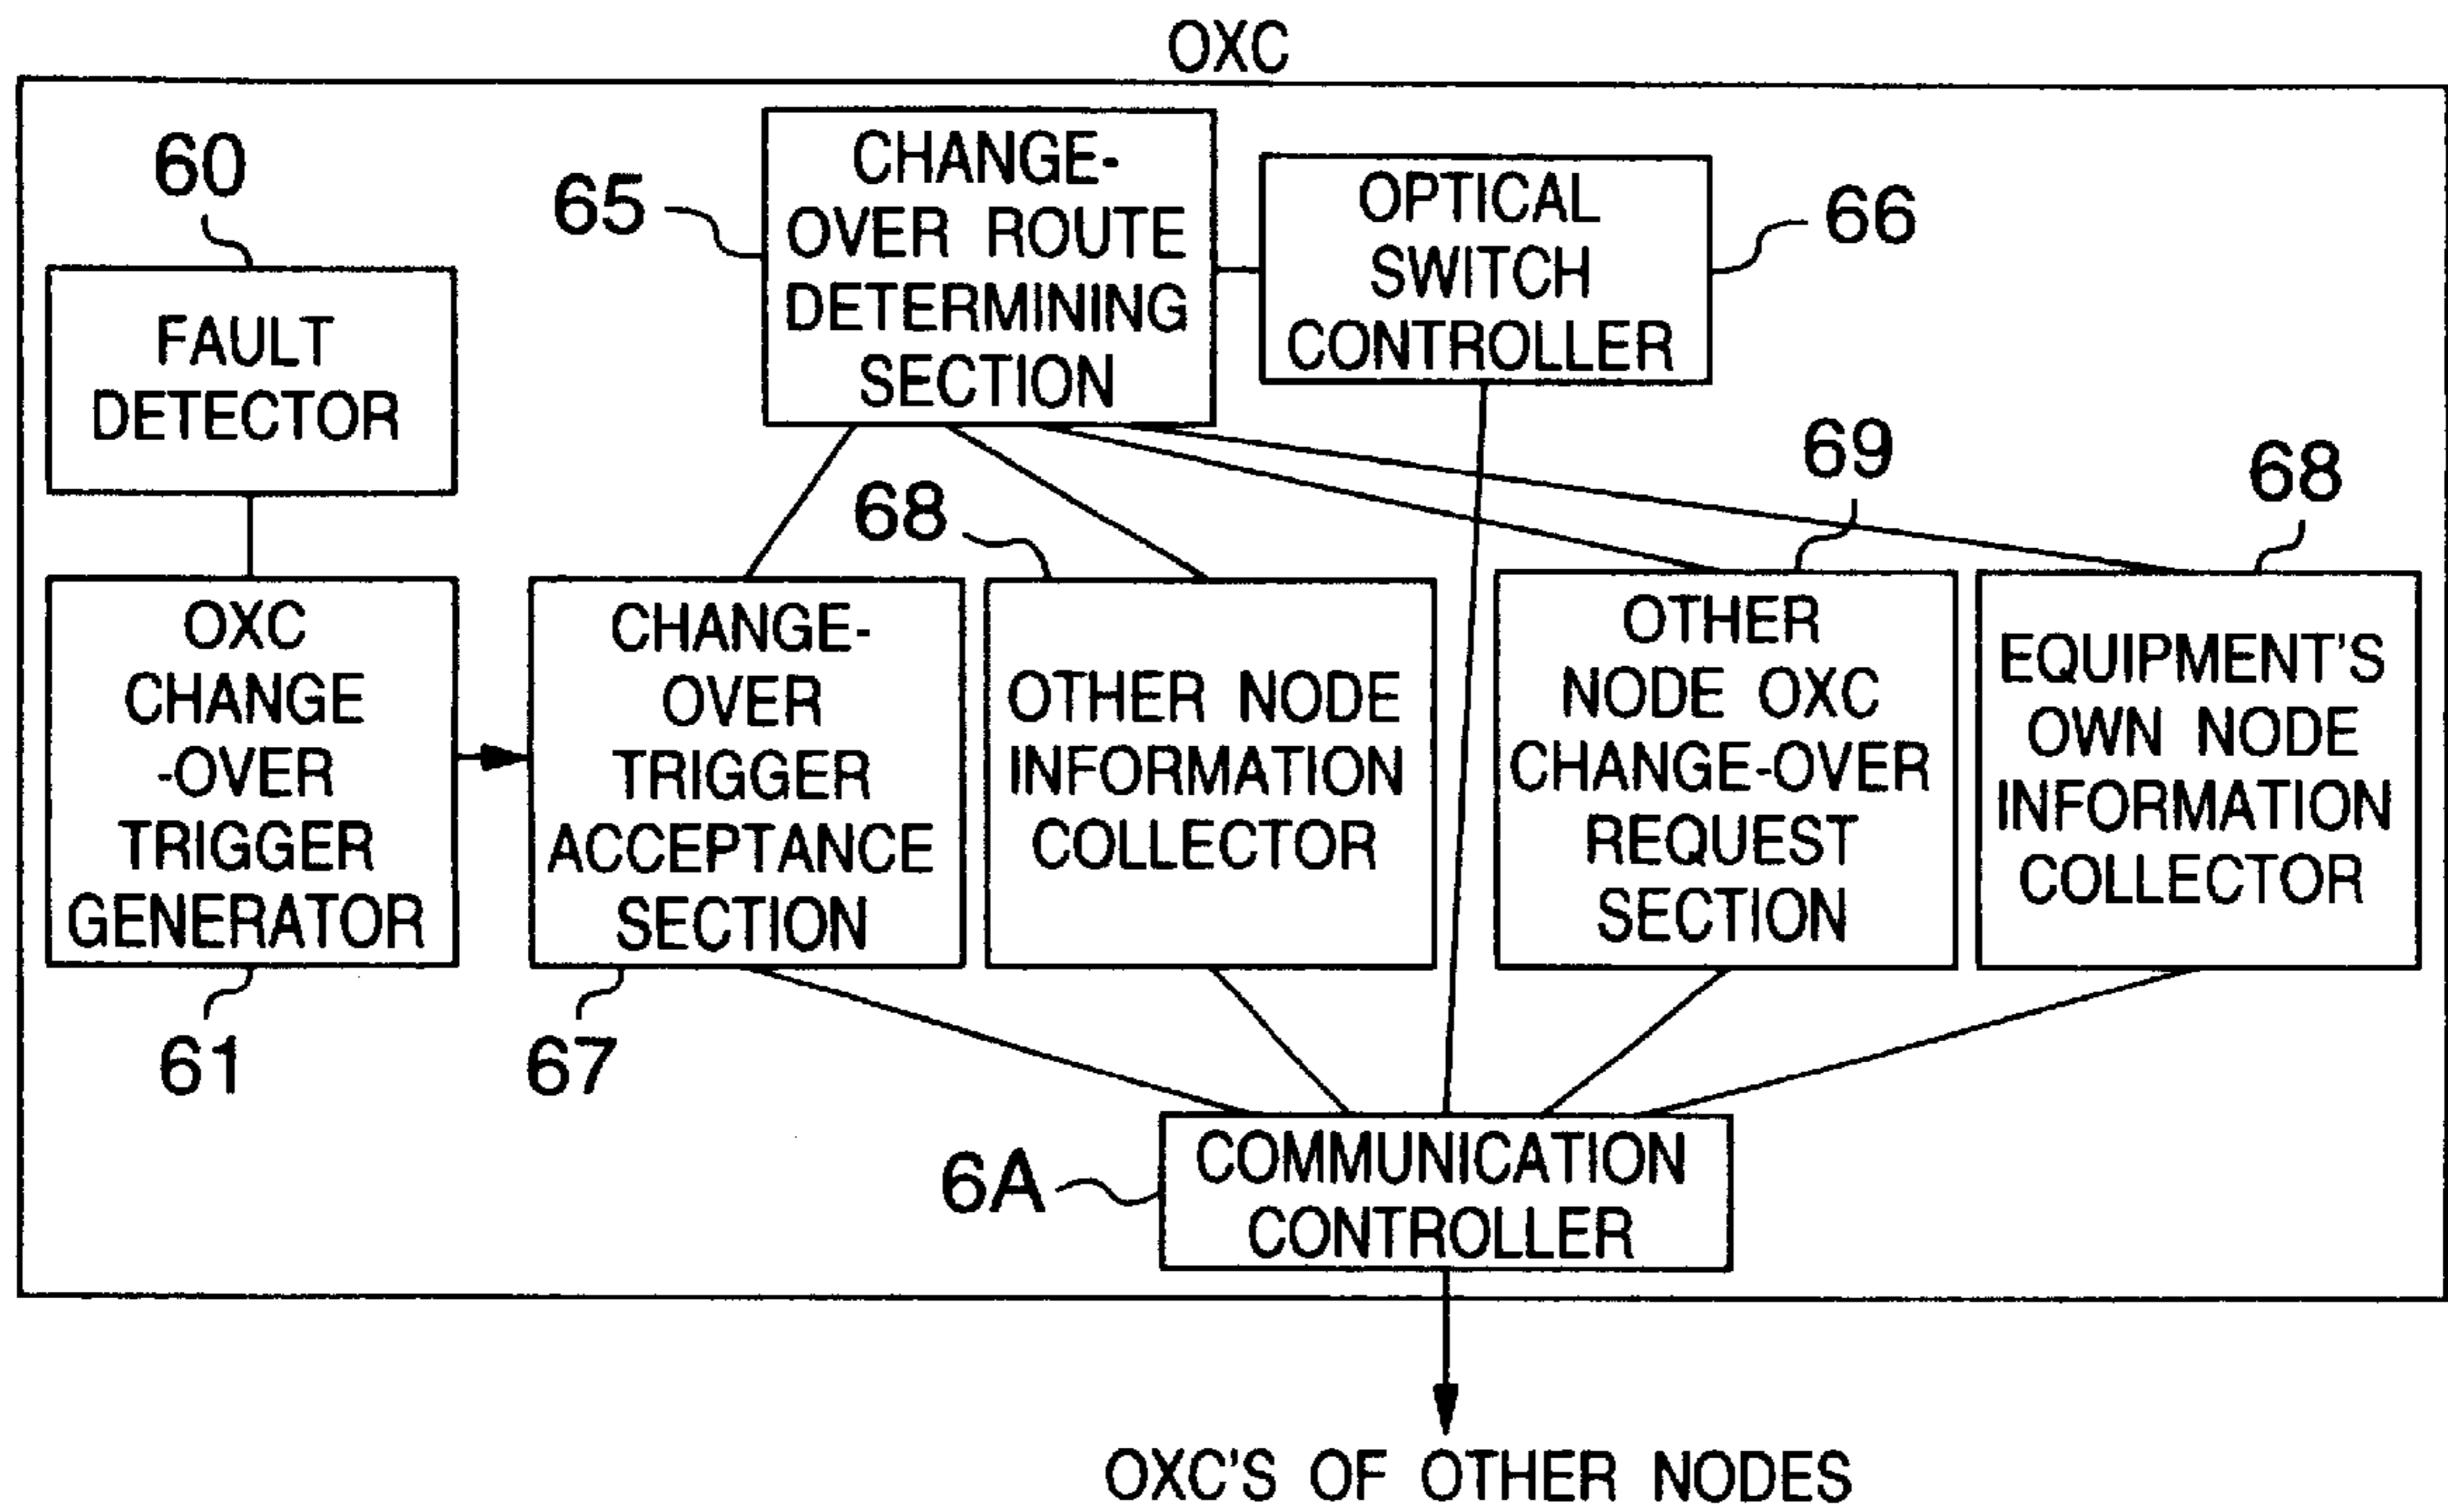 OXC
60
FAULT
DETECTOR
65
CHANGE-
OVER ROUTE
DETERMINING
SECTION
OPTICAL
SWITCH
CONTROLLER
66
OXC
CHANGE
-OVER
TRIGGER
GENERATOR
61
CHANGE-
OVER
TRIGGER
ACCEPTANCE
SECTION
67
68
OTHER NODE
INFORMATION
COLLECTOR
69
OTHER
NODE OXC
CHANGE-OVER
REQUEST
SECTION
68
EQUIPMENT'S
OWN NODE
INFORMATION
COLLECTOR
6A
COMMUNICATION
CONTROLLER
OXC'S OF OTHER NODES